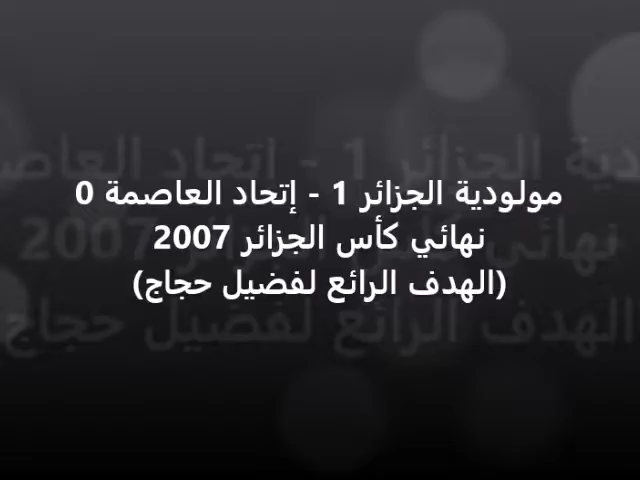 مولودية الجزائر 1 - إتحاد العاصمة 0
نهائي كأس الجزائر 2007
(الهدف الرائع لفضيل حجاج)